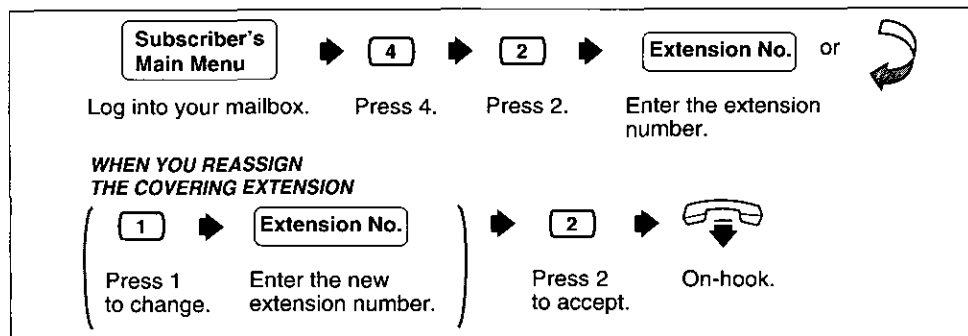 Subscriber's
Main Menu
4
2
Extension No.
or
Log into your mailbox.
Press 4.
Press 2.
Enter the extension
number.
WHEN YOU REASSIGN
THE COVERING EXTENSION
1
Extension No.
2
Press 1
to change.
Enter the new
extension number.
Press 2
to accept.
On-hook.